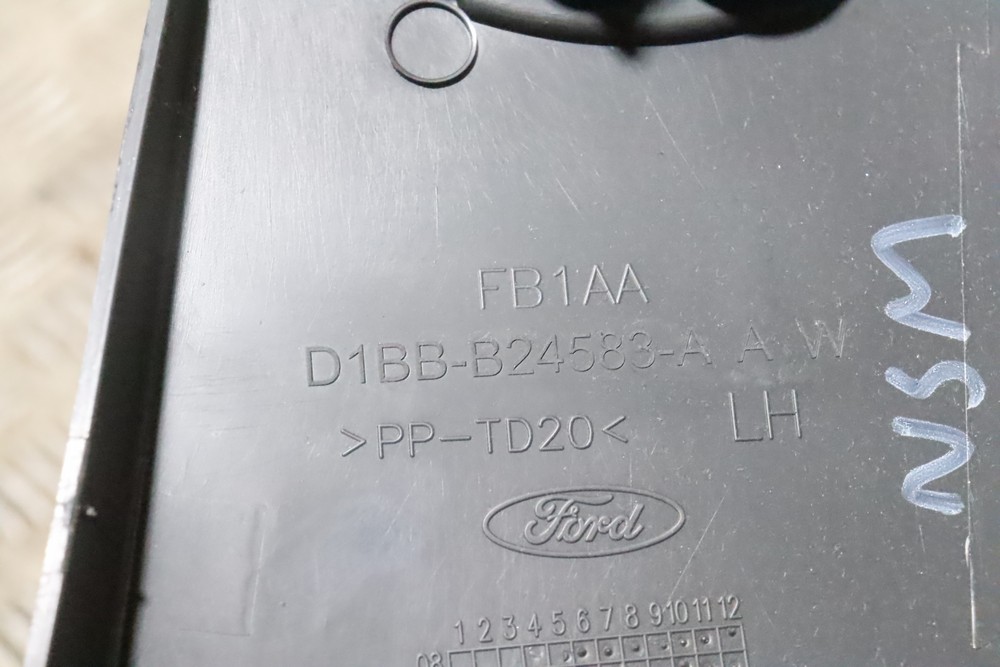 FB1AA
D1BB-B24583-A A W
>PP-TD20< LH
Ford
1 2 3 4 5 6 7 8 9 10 11 12
08
NSM